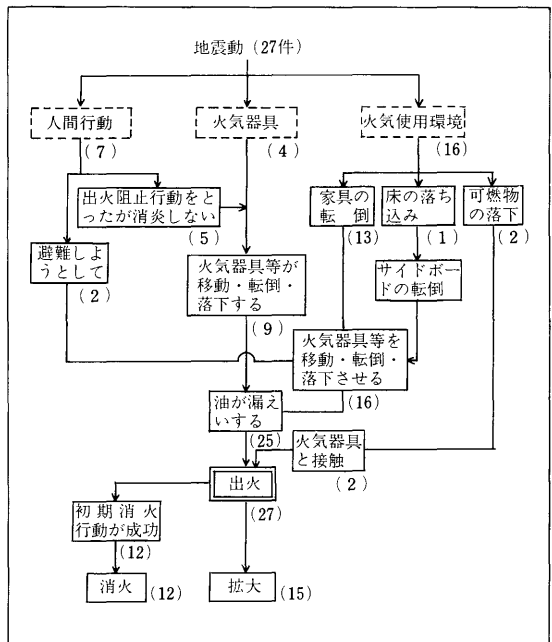 地震動 (27件)
人間行動
(7)
火気器具
(4)
火気使用環境
(16)
出火阻止行動をと
ったが消炎しない
(5)
家具の
転 倒
(13)
床の落ち
込み
(1)
可燃物
の落下
(2)
避難しよ
うとして
(2)
火気器具等が
移動・転倒・
落下する
(9)
サイドボー
ドの転倒
火気器具等を
移動・転倒・
落下させる
(16)
油が漏え
いする
(25)
火気器具
と接触
(2)
出火
(27)
初 期 消 火
行動が成功
(12)
消火
(12)
拡大
(15)